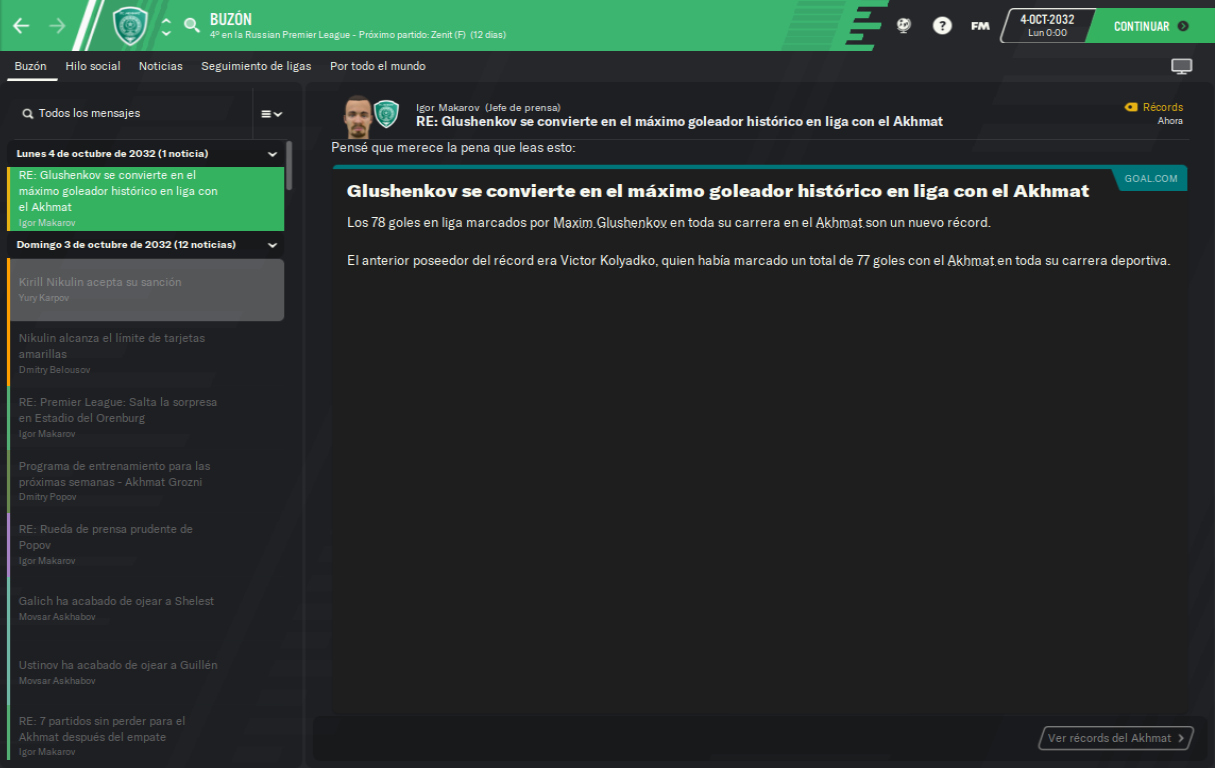 BUZÓN
4º en la Russian Premier League - Próximo partido: Zenit (F) (12 días)
?
FM
4-OCT-2032
Lun 0:00
CONTINUAR
Buzón
Hilo social
Noticias
Seguimiento de ligas
Por todo el mundo
Todos los mensajes
Lunes 4 de octubre de 2032 (1 noticia)
RE: Glushenkov se convierte en el
máximo goleador histórico en liga con
el Akhmat
Igor Makarov
Domingo 3 de octubre de 2032 (12 noticias)
Kirill Nikulin acepta su sanción
Yury Karpov
Nikulin alcanza el límite de tarjetas
amarillas
Dmitry Belousov
RE: Premier League: Salta la sorpresa
en Estadio del Orenburg
Igor Makarov
Programa de entrenamiento para las
próximas semanas - Akhmat Grozni
Dmitry Popov
RE: Rueda de prensa prudente de
Popov
Igor Makarov
Galich ha acabado de ojear a Shelest
Movsar Askhabov
Ustinov ha acabado de ojear a Guillén
Movsar Askhabov
RE: 7 partidos sin perder para el
Akhmat después del empate
Igor Makarov
Igor Makarov (Jefe de prensa)
RE: Glushenkov se convierte en el máximo goleador histórico en liga con el Akhmat
Récords
Ahora
Pensé que merece la pena que leas esto:
GOAL.COM
Glushenkov se convierte en el máximo goleador histórico en liga con el Akhmat
Los 78 goles en liga marcados por Maxim Glushenkov en toda su carrera en el Akhmat son un nuevo récord.
El anterior poseedor del récord era Victor Kolyadko, quien había marcado un total de 77 goles con el Akhmat en toda su carrera deportiva.
Ver récords del Akhmat